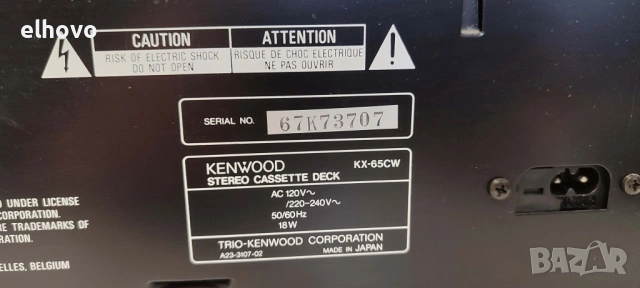 elhovo
CAUTION
RISK OF ELECTRIC SHOCK
DO NOT OPEN
ATTENTION
RISQUE DE CHOC ELECTRIQUE
NE PAS OUVRIR
SERIAL NO. 67K73707
KENWOOD KX-65CW
STEREO CASSETTE DECK
AC 120V~
/220-240V~
50/60Hz
18W
TRIO-KENWOOD CORPORATION
A23-3107-02 MADE IN JAPAN
UNDER LICENSE
CORPORATION.
TRADEMARKS OF
BELGIUM
bazar